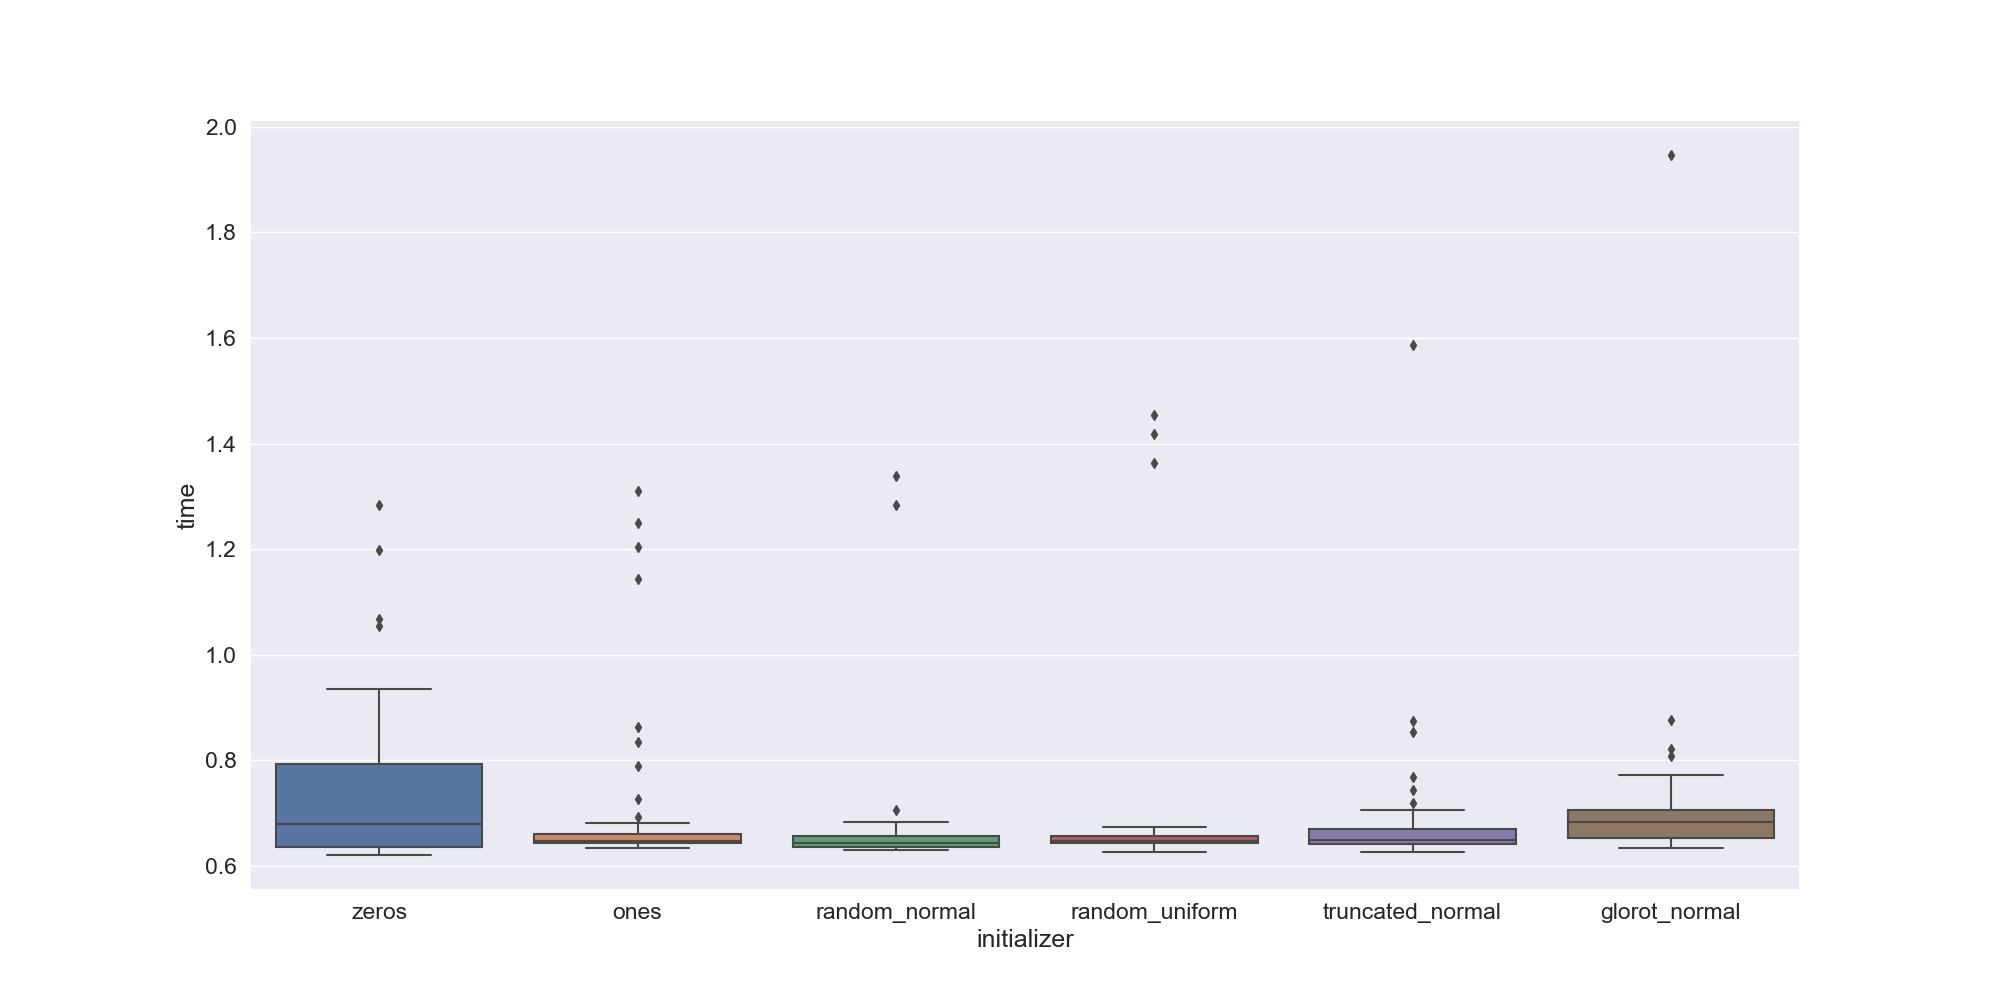 2.0
1.8
1.6
1.4
1.2
1.0
0.8
0.6
time
zeros ones random_normal random_uniform truncated_normal glorot_normal
initializer